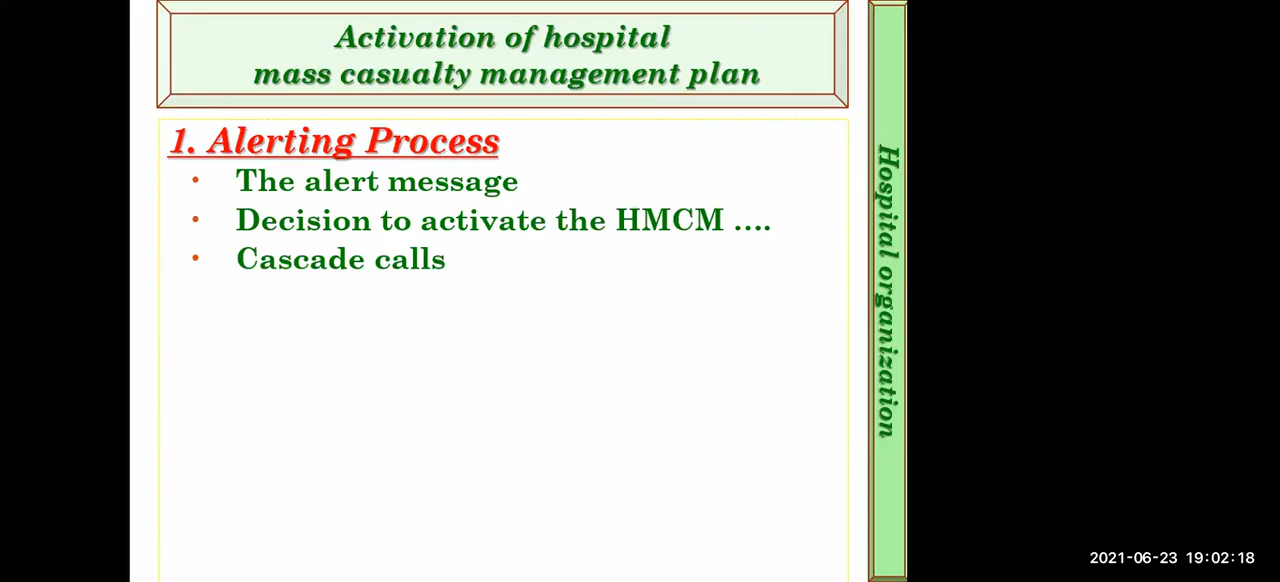 Activation of hospital
mass casualty management plan
1. Alerting Process
• The alert message
• Decision to activate the HMCM ....
• Cascade calls
Hospital organization
2021-06-23 19:02:18